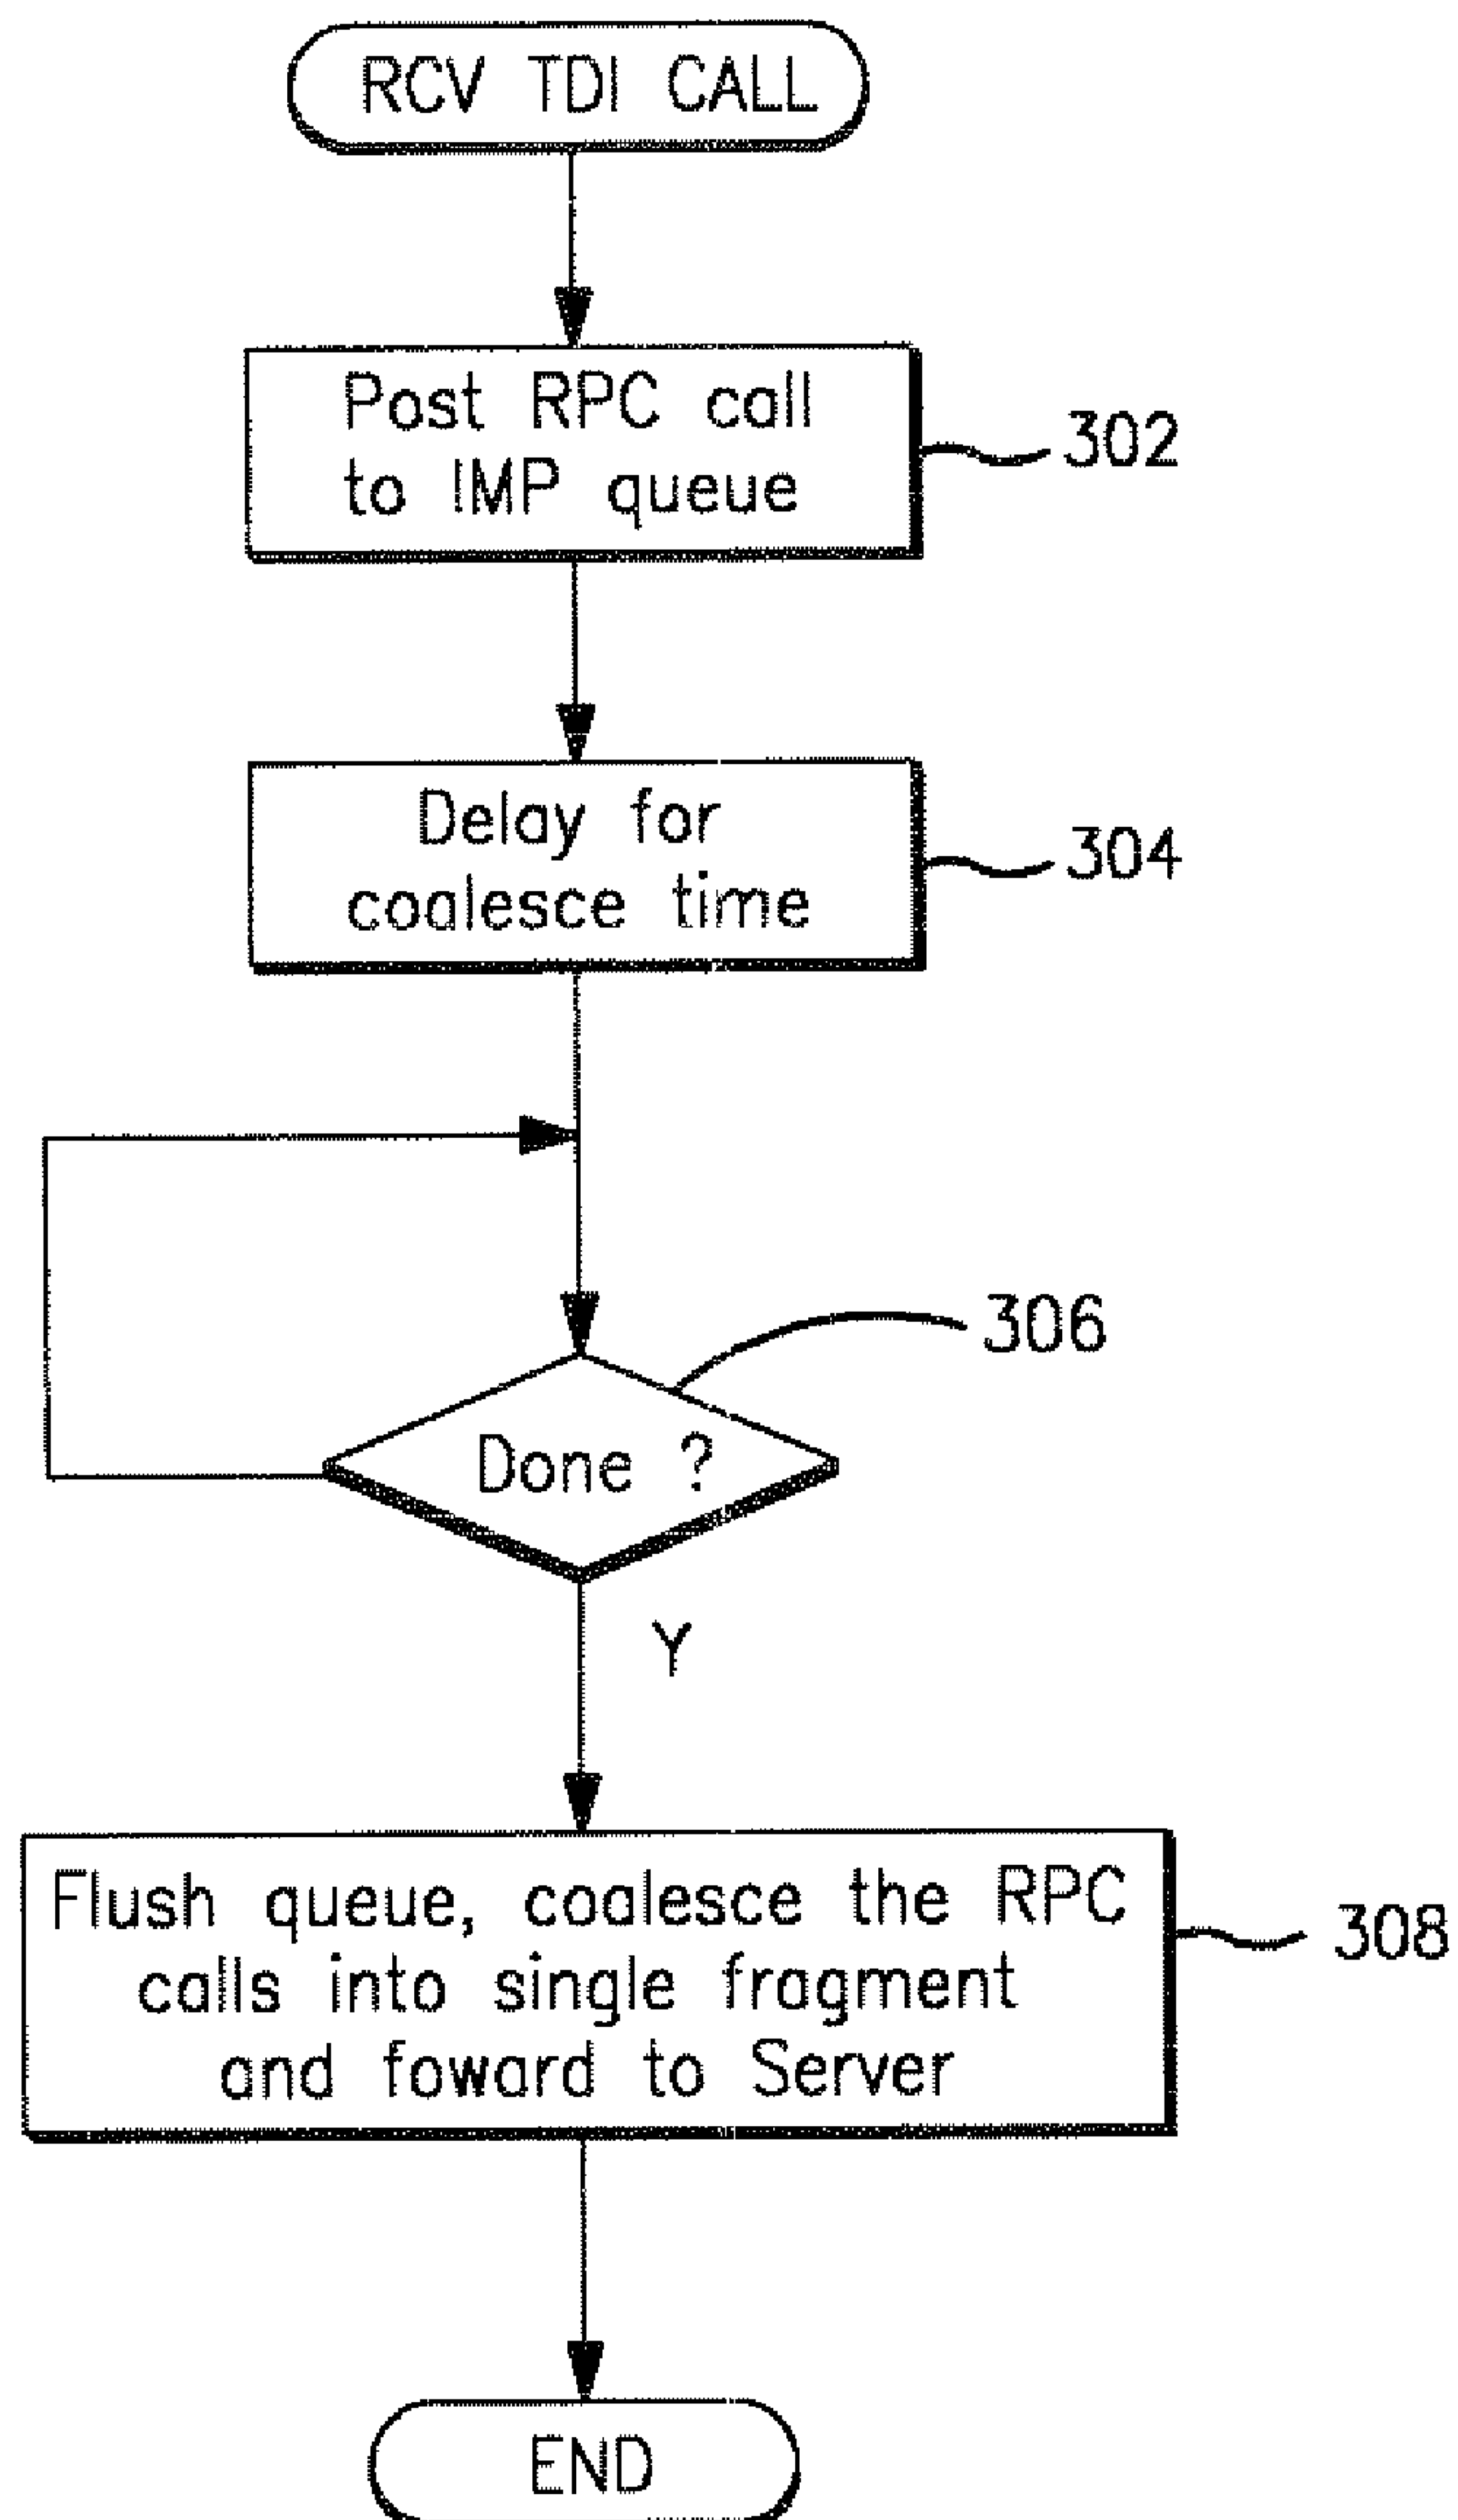 RCV TDI CALL
Post RPC call
to IMP queue
302
Delay for
coalesce time
304
306
Done ?
Y
Flush queue, coalesce the RPC
calls into single fragment
and foward to Server
308
END